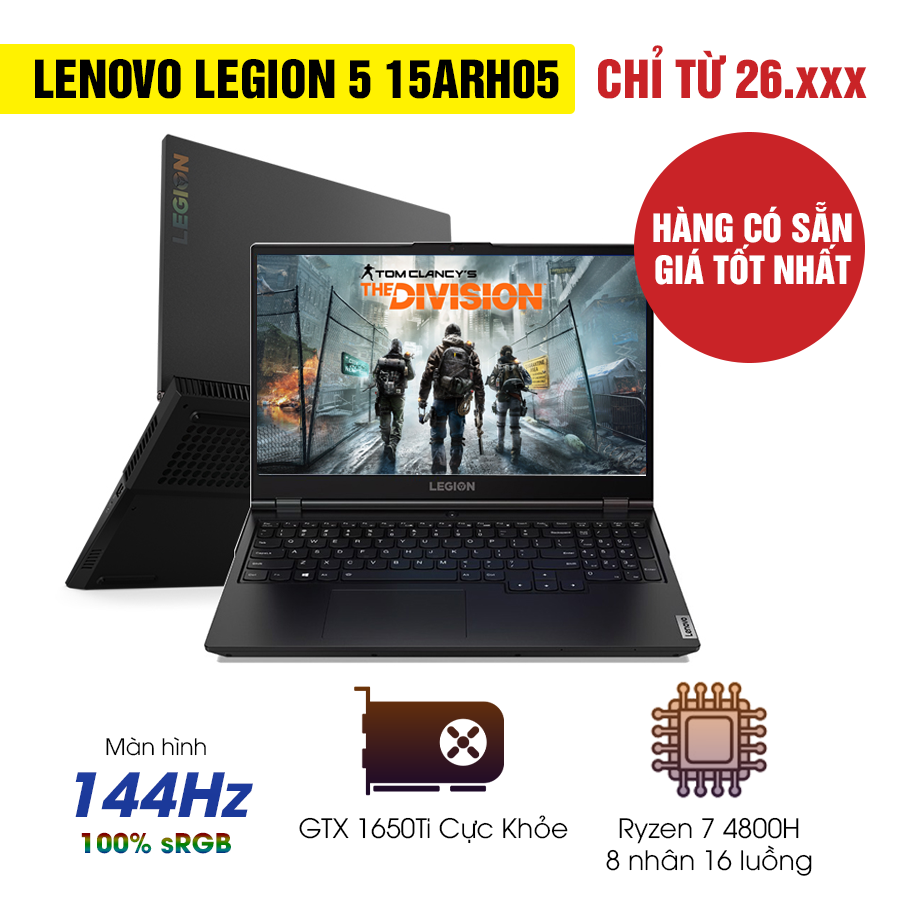 LENOVO LEGION 5 15ARH05
CHỈ TỪ 26.xxx
HÀNG CÓ SẴN
GIÁ TỐT NHẤT
LEGION
TOM CLANCY'S
THE DIVISION
LEGION
Lenovo
Màn hình
144Hz
100% sRGB
GTX 1650Ti Cực Khỏe
Ryzen 7 4800H
8 nhân 16 luồng